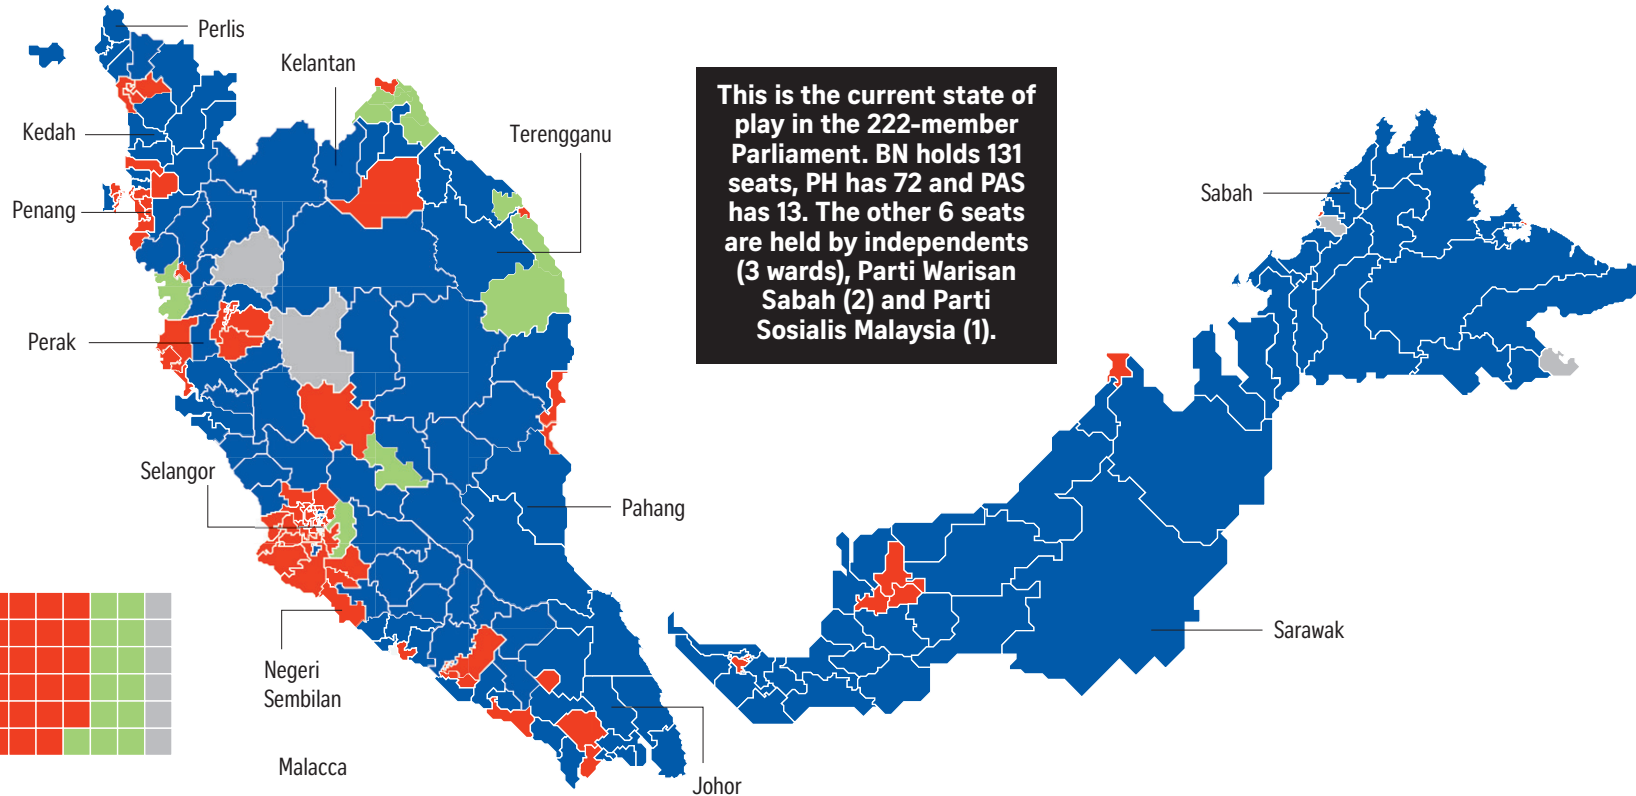 Perlis
Kelantan
Kedah
Terengganu
Penang
Perak
Selangor
Pahang
Negeri
Sembilan
Malacca
Johor
This is the current state of
play in the 222-member
Parliament. BN holds 131
seats, PH has 72 and PAS
has 13. The other 6 seats
are held by independents
(3 wards), Parti Warisan
Sabah (2) and Parti
Sosialis Malaysia (1).
Sabah
Sarawak